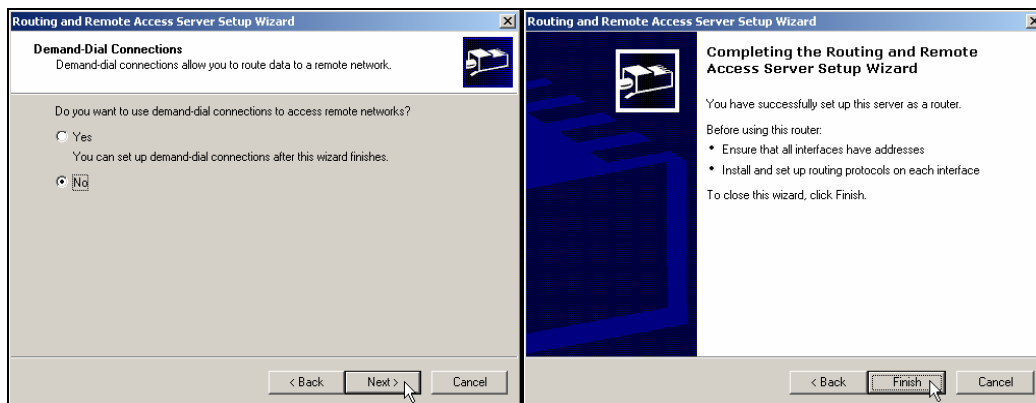 Routing and Remote Access Server Setup Wizard
Demand-Dial Connections
Demand-dial connections allow you to route data to a remote network.
Do you want to use demand-dial connections to access remote networks?
Yes
You can set up demand-dial connections after this wizard finishes.
No
< Back
Next >
Cancel
Routing and Remote Access Server Setup Wizard
Completing the Routing and Remote
Access Server Setup Wizard
You have successfully set up this server as a router.
Before using this router:
• Ensure that all interfaces have addresses
• Install and set up routing protocols on each interface
To close this wizard, click Finish.
< Back
Finish
Cancel